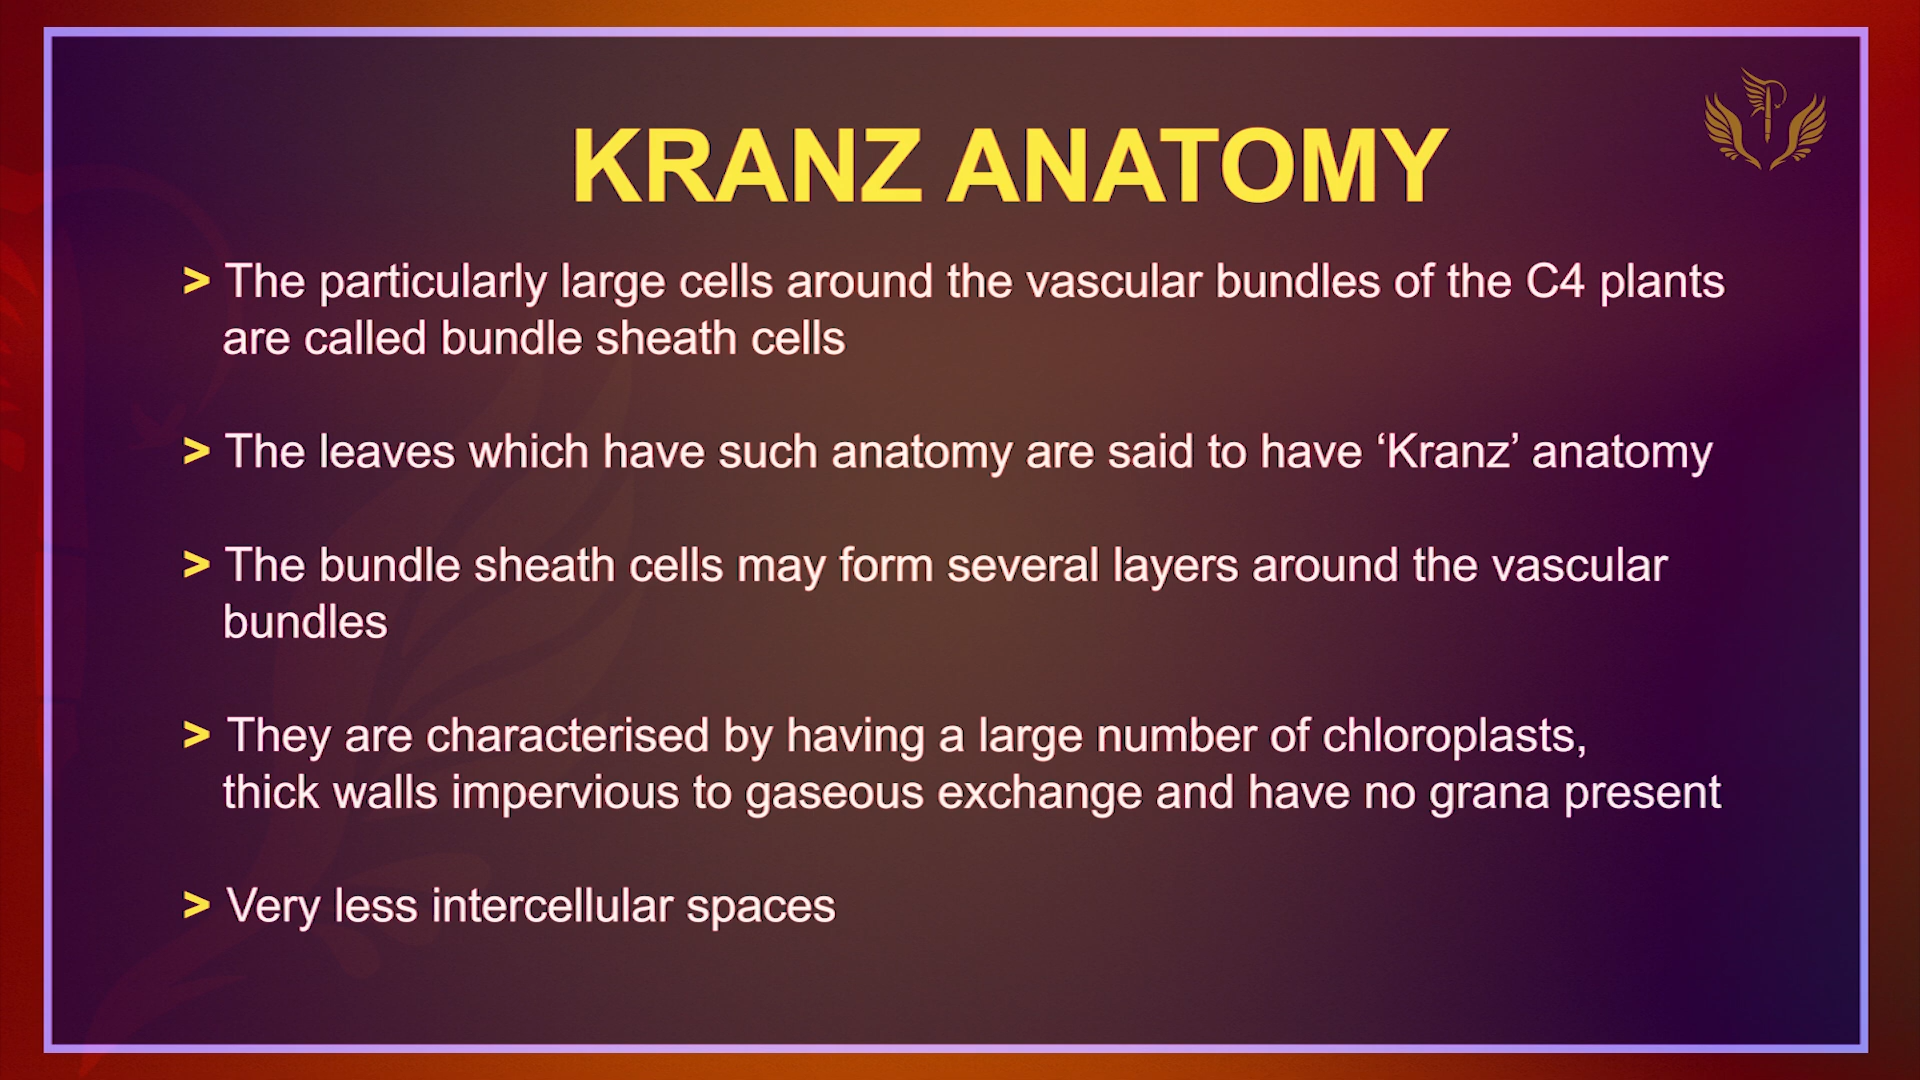 KRANZ ANATOMY
> The particularly large cells around the vascular bundles of the C4 plants
are called bundle sheath cells
> The leaves which have such anatomy are said to have ‘Kranz’ anatomy
> The bundle sheath cells may form several layers around the vascular
bundles
> They are characterised by having a large number of chloroplasts,
thick walls impervious to gaseous exchange and have no grana present
> Very less intercellular spaces